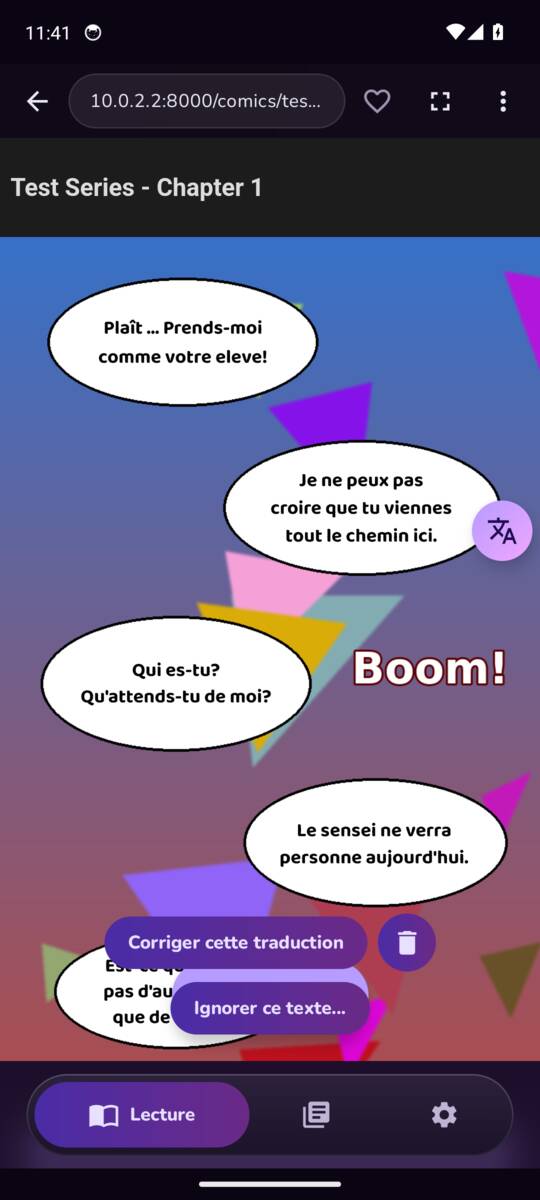 11:41
10.0.2.2:8000/comics/tes...
Test Series - Chapter 1
Plaît ... Prends-moi
comme votre eleve!
Je ne peux pas
croire que tu viennes
tout le chemin ici.
Qui es-tu?
Qu'attends-tu de moi?
Boom!
Le sensei ne verra
personne aujourd'hui.
Corriger cette traduction
pas d'au
que de
Ignorer ce texte...
Lecture